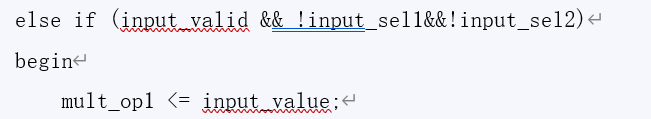 else if (input_valid && !input_sel1&&!input_sel2)↵
begin↵
mult_op1 <= input_value;↵